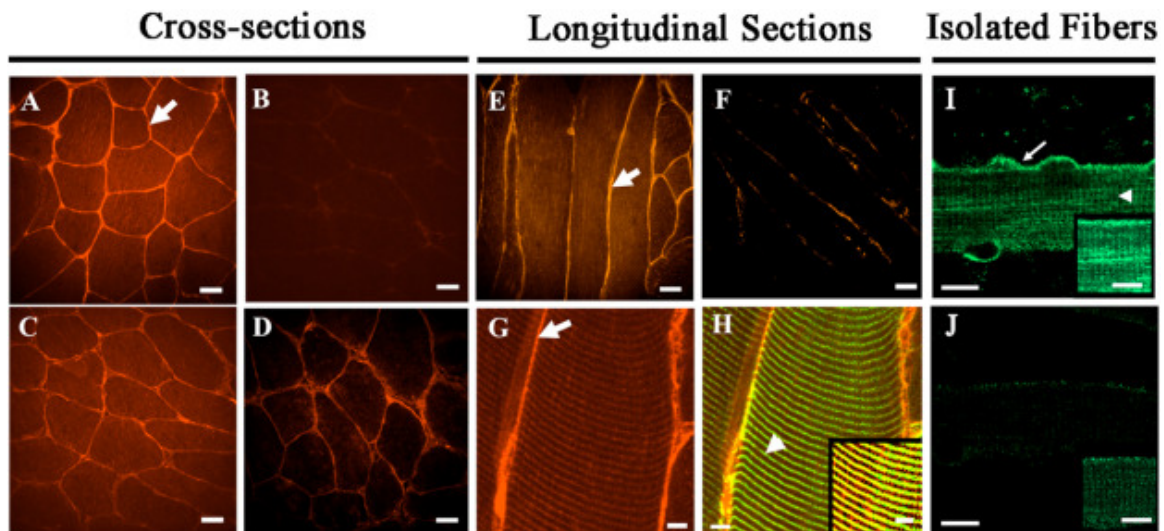 Cross-sections Longitudinal Sections Isolated Fibers
A B E F I
C D G H J